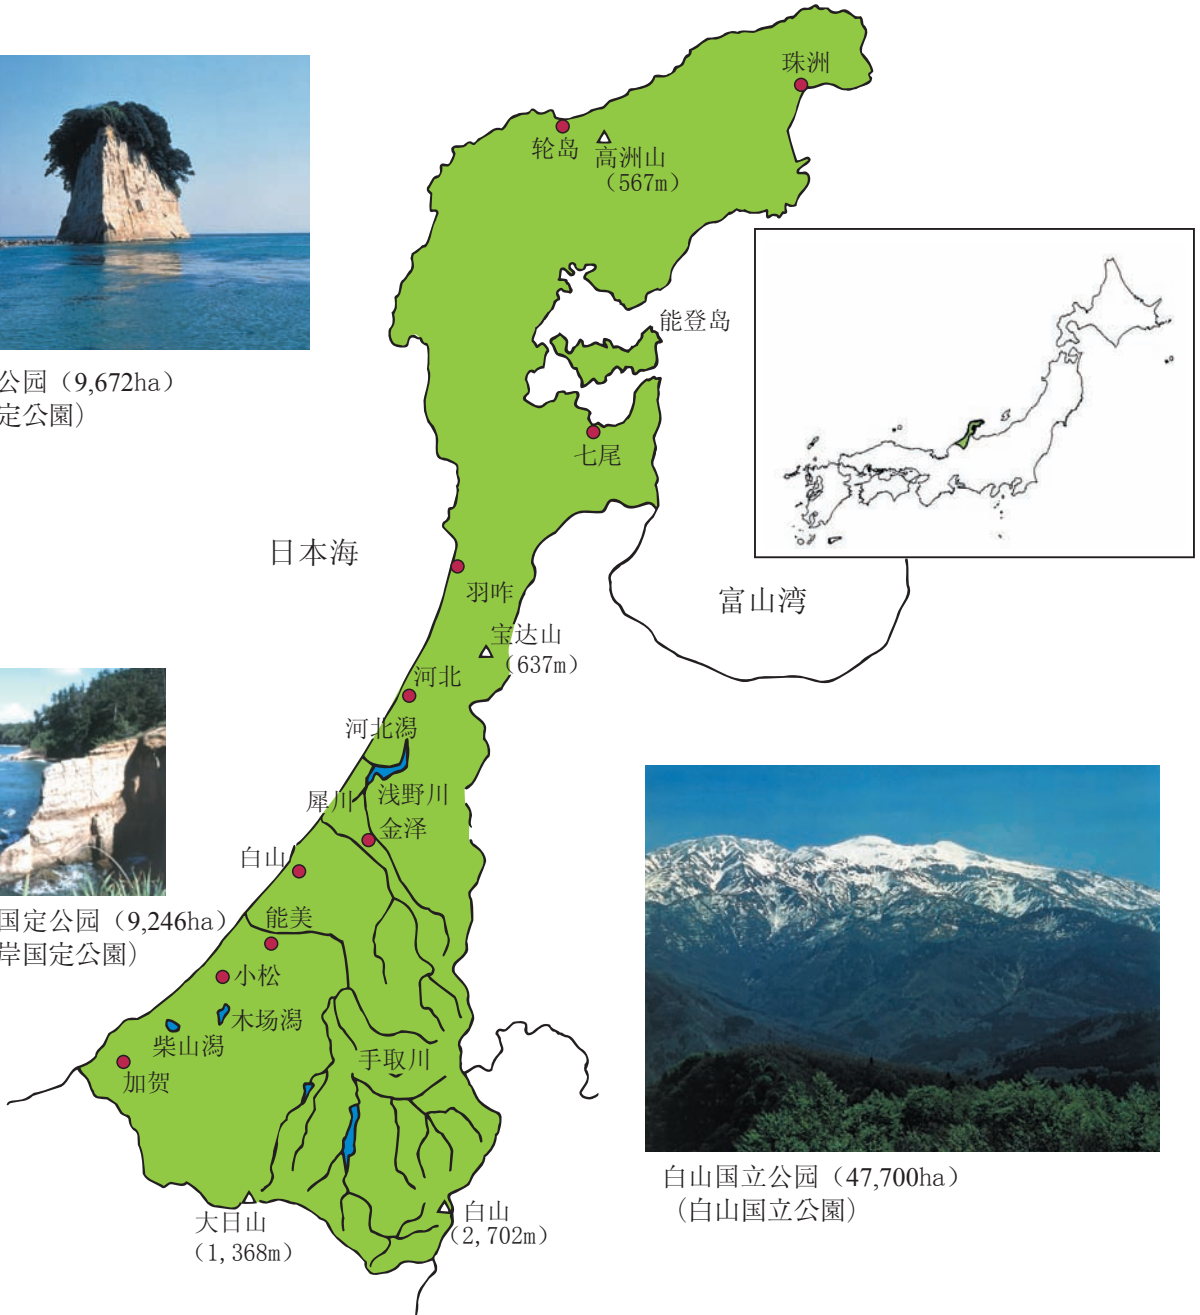 珠洲
轮岛
高洲山
（567m）
能登岛
公园（9,672ha）
定公園）
七尾
日本海
羽咋
富山湾
宝达山
（637m）
河北
河北潟
犀川
浅野川
金泽
白山
国定公园（9,246ha）
岸国定公園）
能美
小松
木场潟
柴山潟
手取川
加贺
白山国立公园（47,700ha）
（白山国立公園）
大日山
（1,368m）
白山
（2,702m）